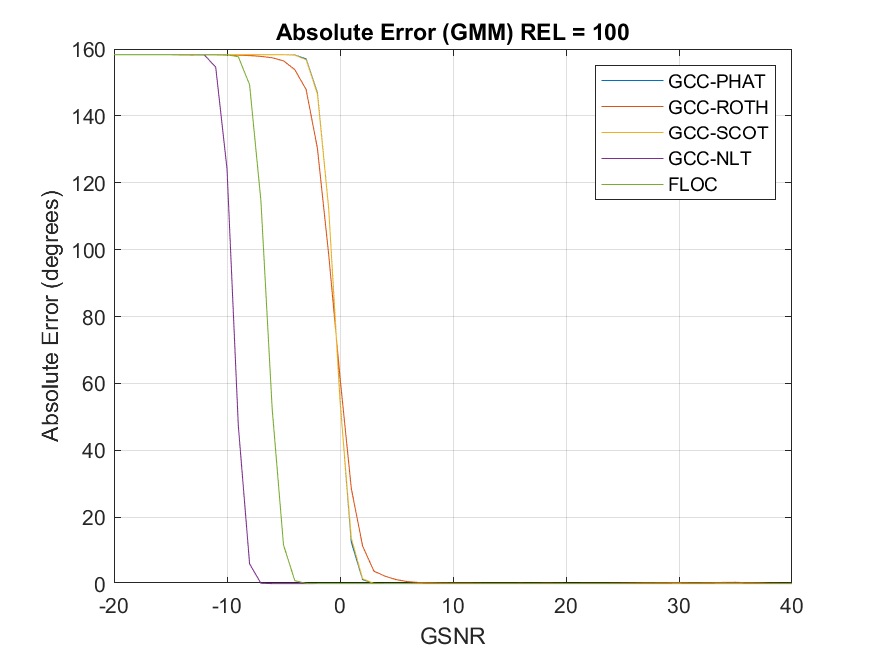 Absolute Error (GMM) REL = 100
160
140
120
100
80
60
40
20
0
Absolute Error (degrees)
GCC-PHAT
GCC-ROTH
GCC-SCOT
GCC-NLT
FLOC
-20 -10 0 10 20 30 40
GSNR